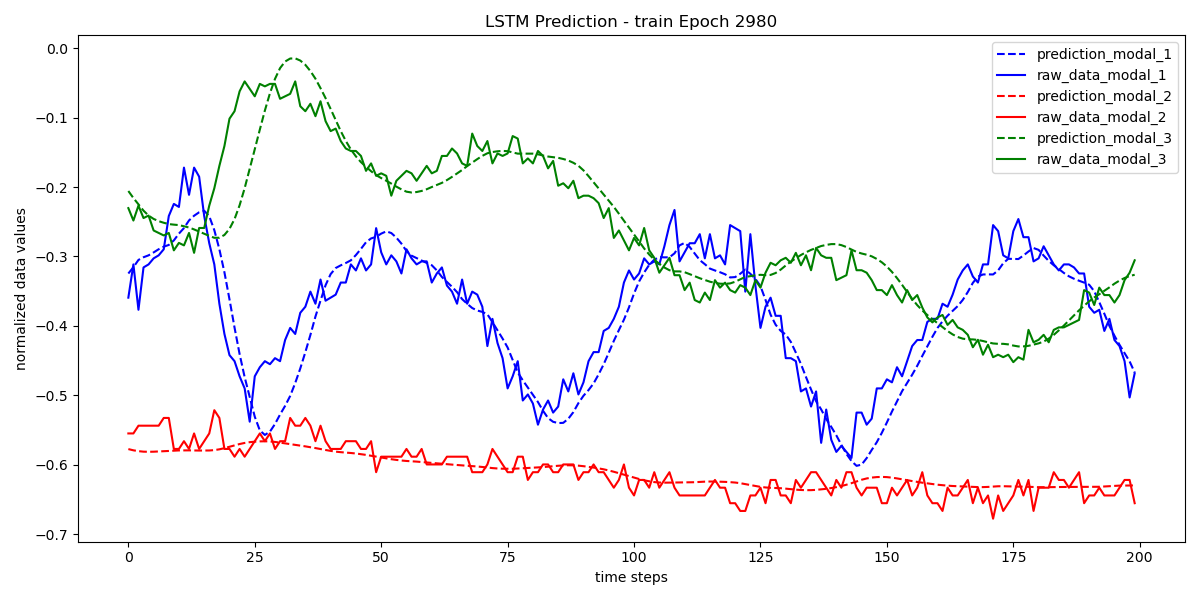 LSTM Prediction - train Epoch 2980
normalized data values
0.0
−0.1
−0.2
−0.3
−0.4
−0.5
−0.6
−0.7
prediction_modal_1
raw_data_modal_1
prediction_modal_2
raw_data_modal_2
prediction_modal_3
raw_data_modal_3
0 25 50 75 100 125 150 175 200
time steps